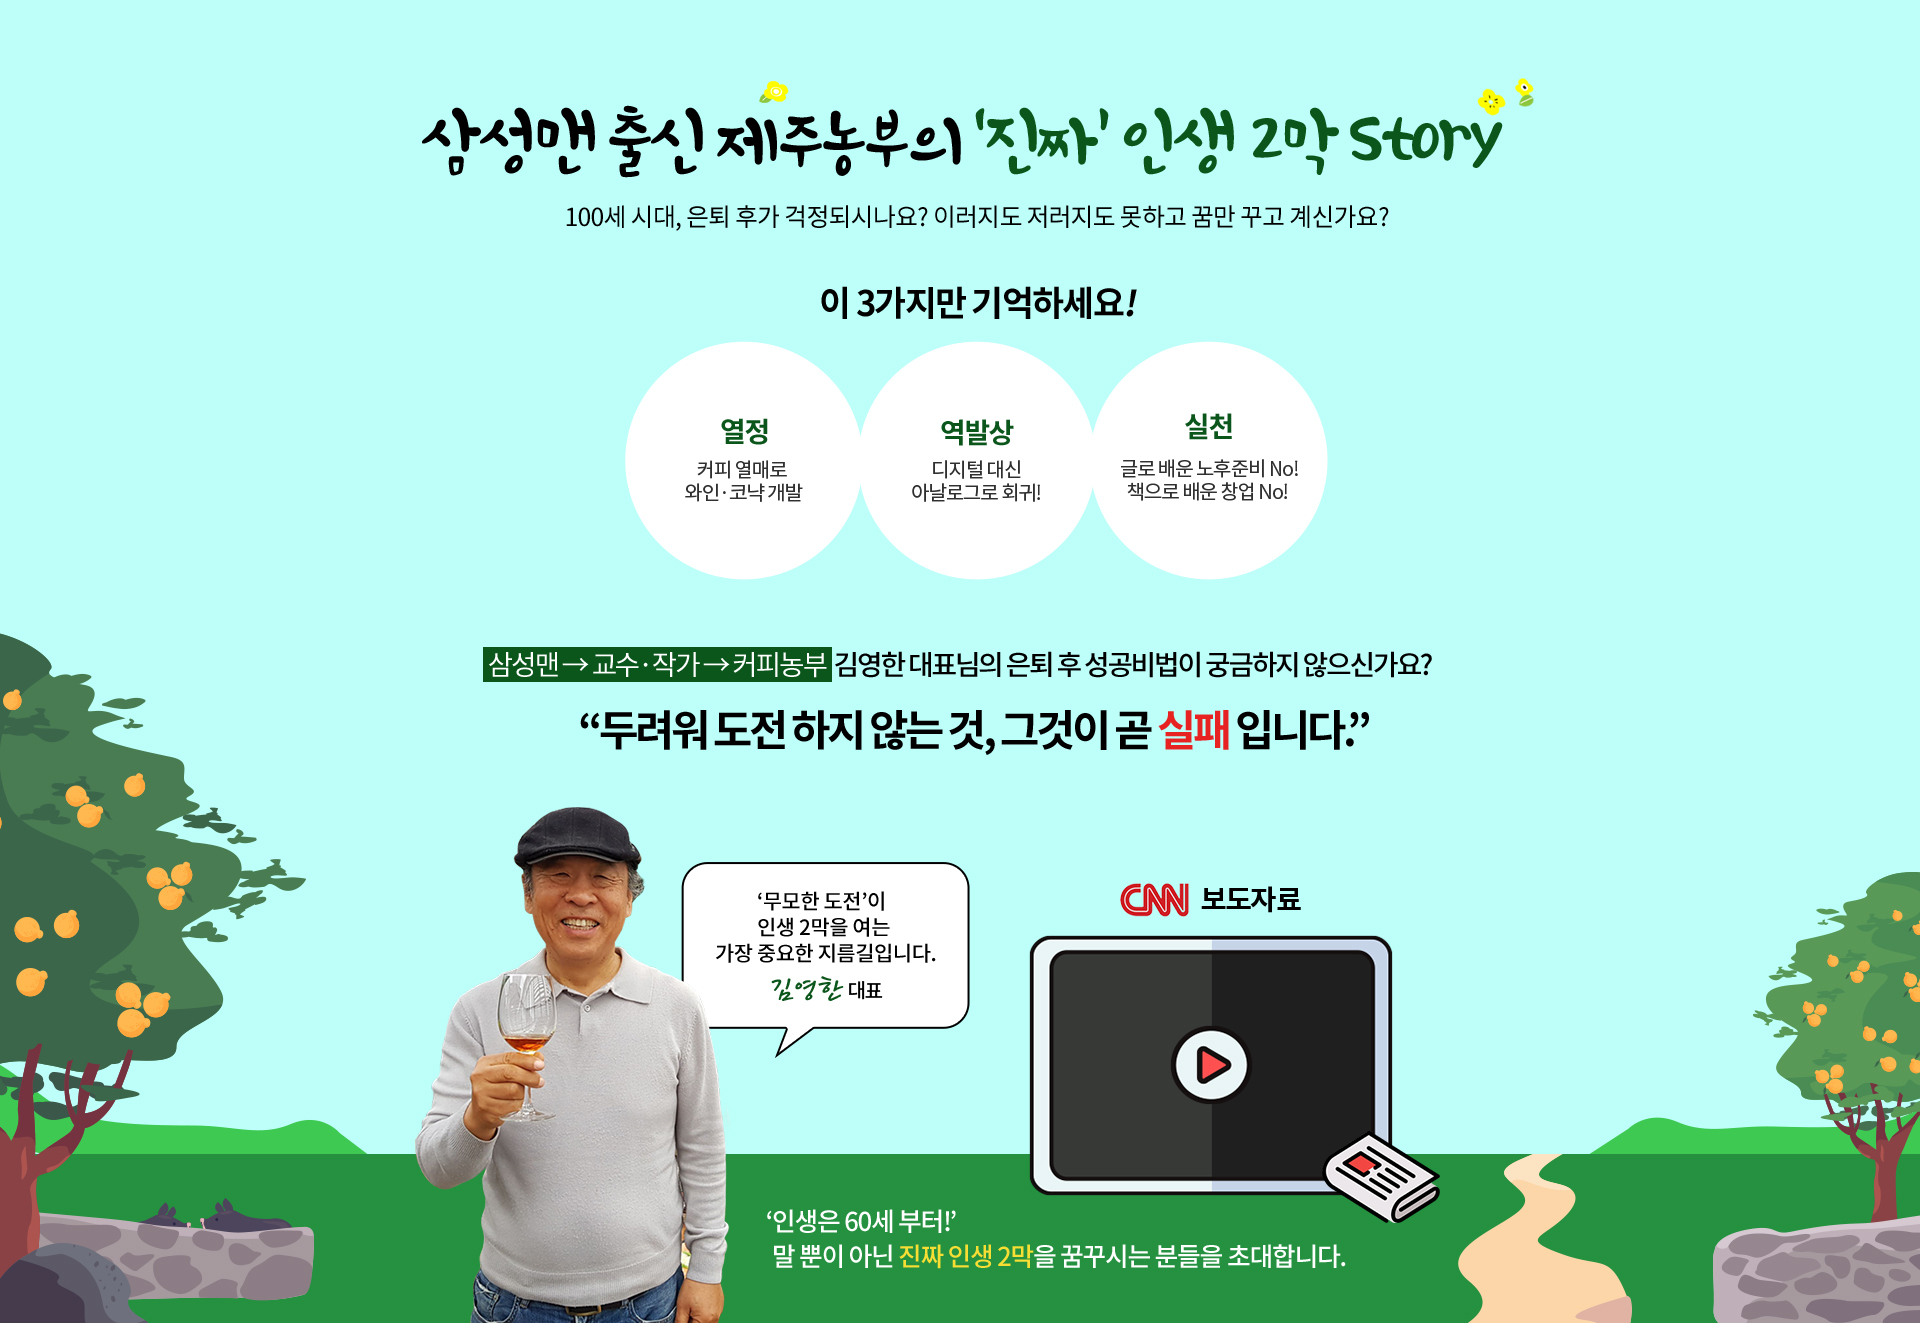 삼성맨 출신 제주농부의 '진짜' 인생 2막 Story
100세 시대, 은퇴 후가 걱정되시나요? 이러지도 저러지도 못하고 꿈만 꾸고 계신가요?
이 3가지만 기억하세요!
열정
커피 열매로
와인·코냑 개발
역발상
디지털 대신
아날로그로 회귀!
실천
글로 배운 노후준비 No!
책으로 배운 창업 No!
삼성맨 → 교수·작가 → 커피농부 김영한 대표님의 은퇴 후 성공비법이 궁금하지 않으신가요?
“두려워 도전 하지 않는 것, 그것이 곧 실패 입니다.”
‘무모한 도전’이
인생 2막을 여는
가장 중요한 지름길입니다.
김영한 대표
CNN 보도자료
‘인생은 60세 부터!’
말 뿐이 아닌 진짜 인생 2막을 꿈꾸시는 분들을 초대합니다.